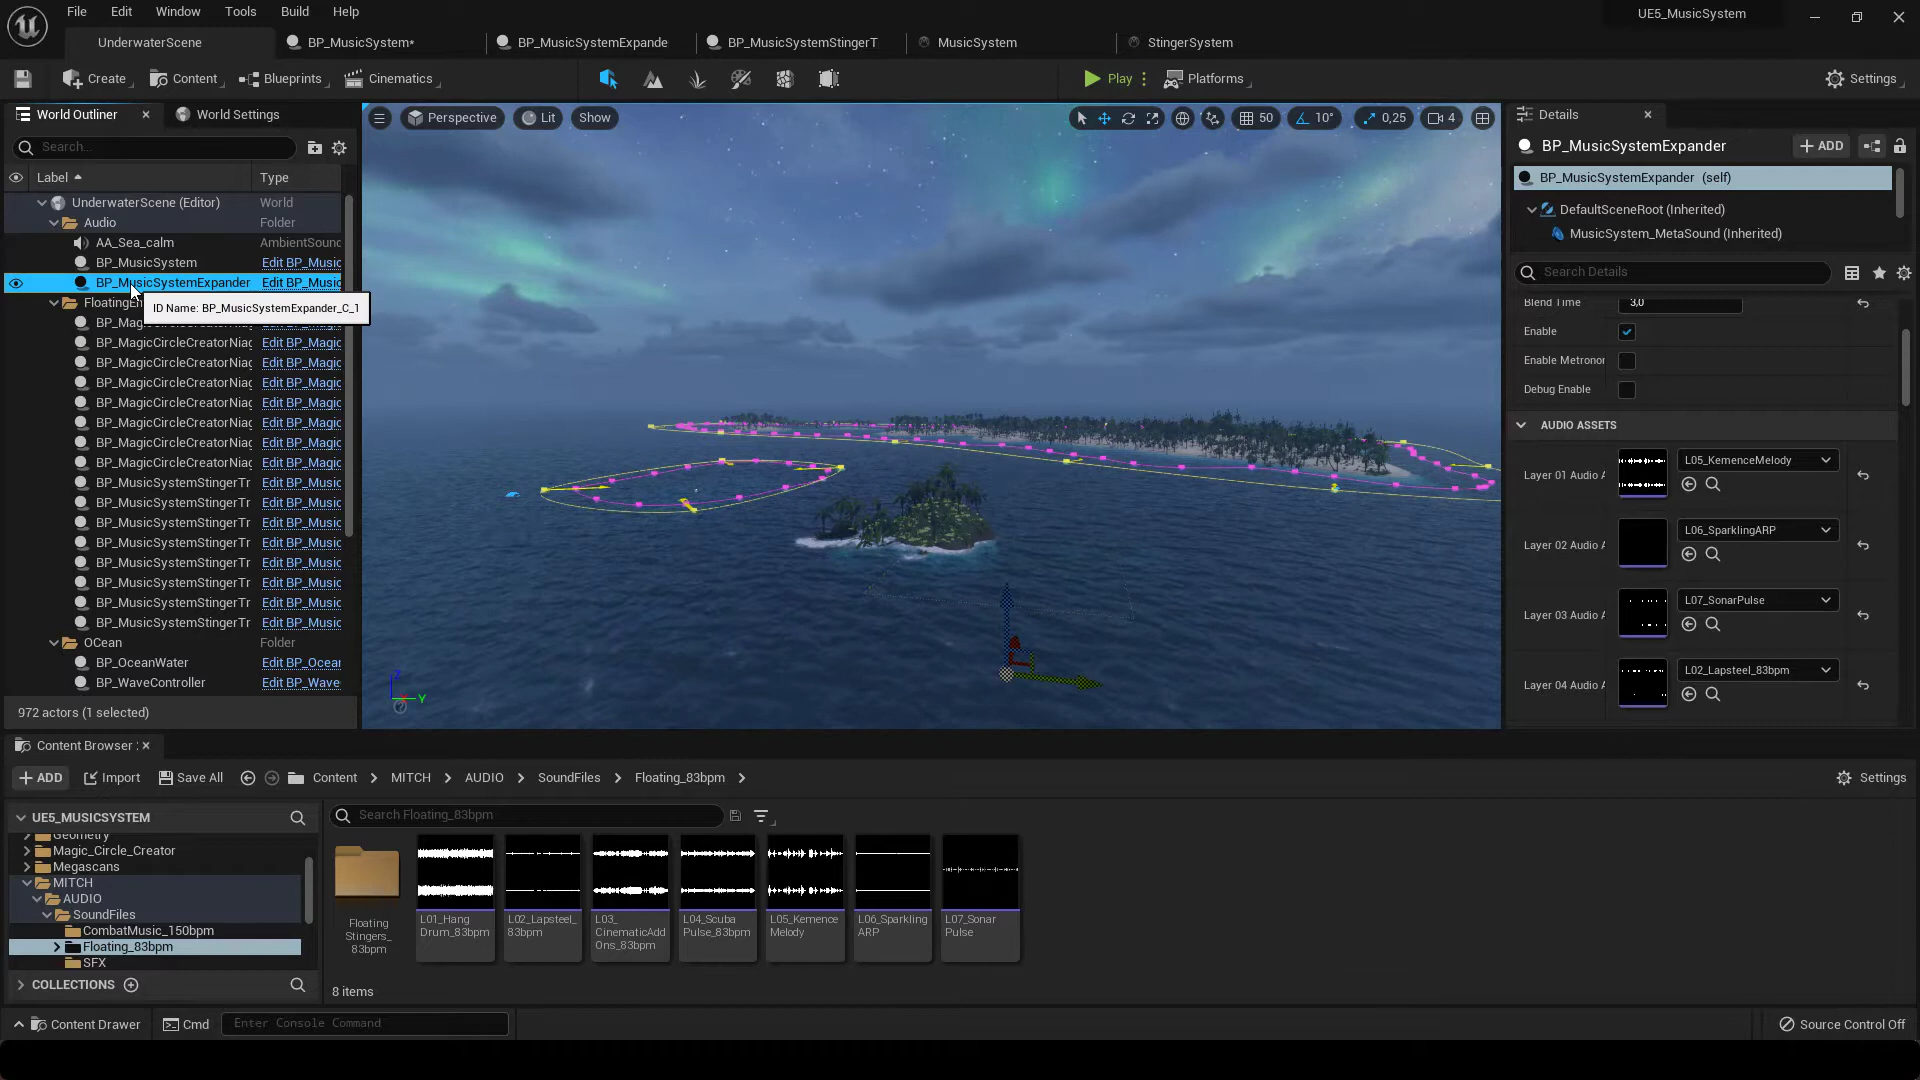 File Edit Window Tools Build Help
UE5_MusicSystem
UnderwaterScene
BP_MusicSystem*
BP_MusicSystemExpande
BP_MusicSystemStingerT
MusicSystem
StingerSystem
Create
Content
Blueprints
Cinematics
Play
Platforms
Settings
World Outliner
World Settings
Search...
Label
Type
UnderwaterScene (Editor) World
Audio Folder
AA_Sea_calm AmbientSound
BP_MusicSystem Edit BP_Music
BP_MusicSystemExpander Edit BP_Music
ID Name: BP_MusicSystemExpander_C_1
BP_MagicCircleCreatorNiag Edit BP_Magic
BP_MagicCircleCreatorNiag Edit BP_Magic
BP_MagicCircleCreatorNiag Edit BP_Magic
BP_MagicCircleCreatorNiag Edit BP_Magic
BP_MagicCircleCreatorNiag Edit BP_Magic
BP_MagicCircleCreatorNiag Edit BP_Magic
BP_MagicCircleCreatorNiag Edit BP_Magic
BP_MusicSystemStingerTr Edit BP_Music
BP_MusicSystemStingerTr Edit BP_Music
BP_MusicSystemStingerTr Edit BP_Music
BP_MusicSystemStingerTr Edit BP_Music
BP_MusicSystemStingerTr Edit BP_Music
BP_MusicSystemStingerTr Edit BP_Music
BP_MusicSystemStingerTr Edit BP_Music
BP_MusicSystemStingerTr Edit BP_Music
OCean Folder
BP_OceanWater Edit BP_Ocear
BP_WaveController Edit BP_Wave
972 actors (1 selected)
Perspective
Lit
Show
50
10°
0,25
4
Z
Y
Details
BP_MusicSystemExpander
ADD
BP_MusicSystemExpander (self)
DefaultSceneRoot (Inherited)
MusicSystem_MetaSound (Inherited)
Search Details
Blend Time 3,0
Enable
Enable Metronor
Debug Enable
AUDIO ASSETS
Layer 01 Audio A L05_KemenceMelody
Layer 02 Audio A L06_SparklingARP
Layer 03 Audio A L07_SonarPulse
Layer 04 Audio A L02_Lapsteel_83bpm
Content Browser
ADD
Import
Save All
Content > MITCH > AUDIO > SoundFiles > Floating_83bpm >
Settings
UE5_MUSICSYSTEM
Geometry
Magic_Circle_Creator
Megascans
MITCH
AUDIO
SoundFiles
CombatMusic_150bpm
Floating_83bpm
SFX
COLLECTIONS
Search Floating_83bpm
Floating
Stingers_
83bpm
L01_Hang
Drum_83bpm
L02_Lapsteel_
83bpm
L03_
CinematicAdd
Ons_83bpm
L04_Scuba
Pulse_83bpm
L05_Kemence
Melody
L06_Sparkling
ARP
L07_Sonar
Pulse
8 items
Content Drawer
Cmd
Enter Console Command
Source Control Off